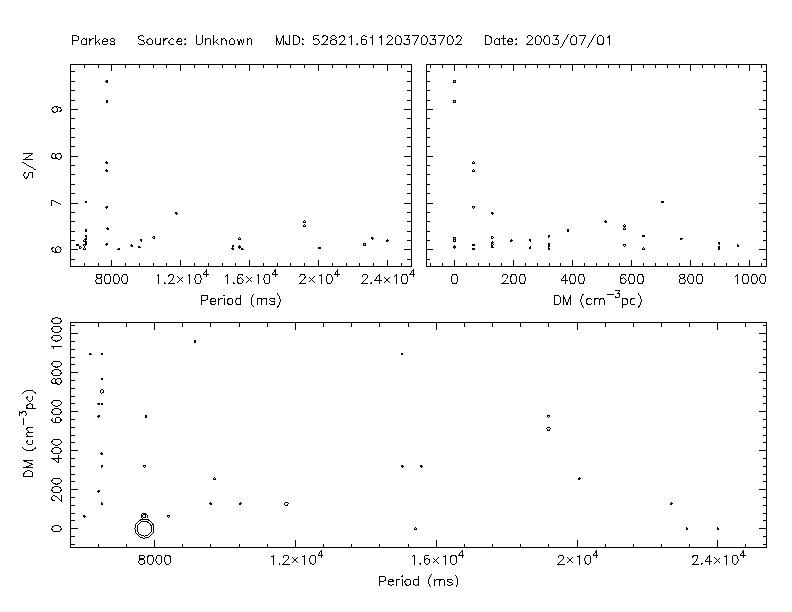 Parkes Source: Unknown MJD: 52821.611203703702 Date: 2003/07/01
S/N
9
8
7
6
8000 1.2×10⁴ 1.6×10⁴ 2×10⁴ 2.4×10⁴
Period (ms)
0 200 400 600 800 1000
DM (cm⁻³pc)
DM (cm⁻³pc)
1000
800
600
400
200
0
8000 1.2×10⁴ 1.6×10⁴ 2×10⁴ 2.4×10⁴
Period (ms)